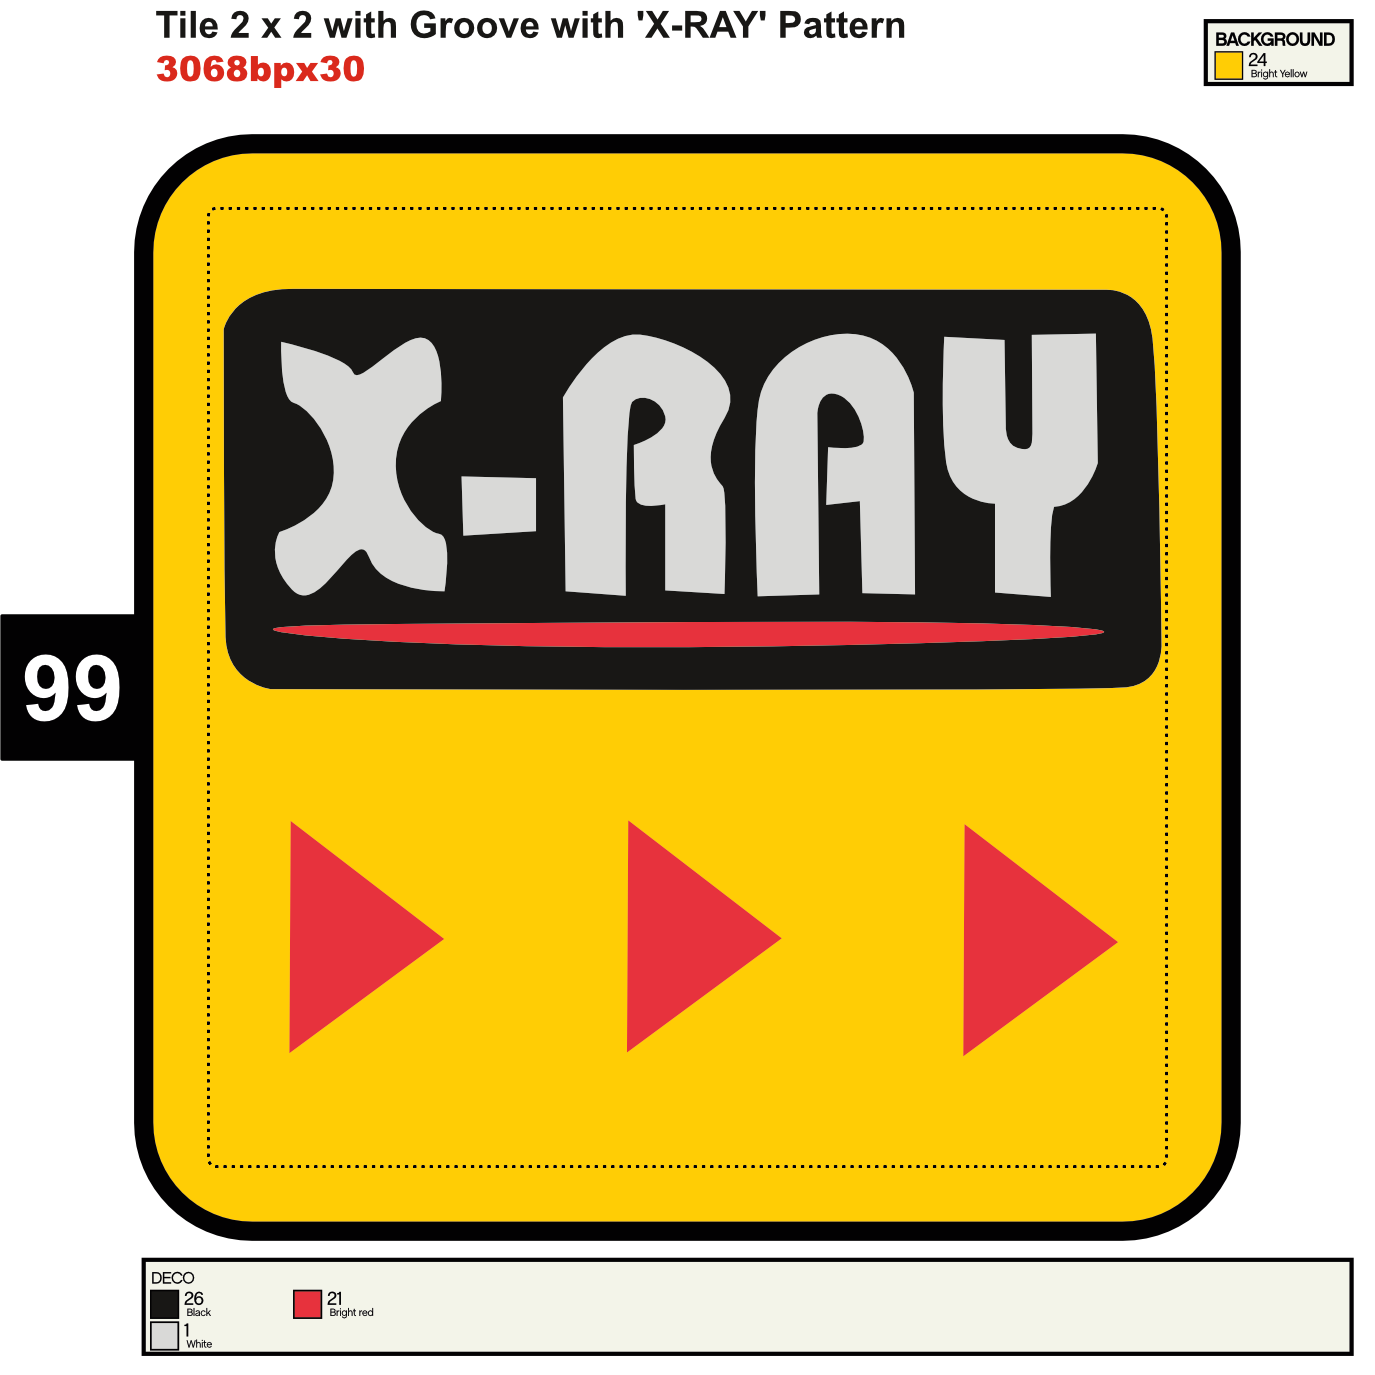 Tile 2 x 2 with Groove with 'X-RAY' Pattern
3068bpx30
BACKGROUND
24
Bright Yellow
X-RAY
99
DECO
26
Black
21
Bright red
1
White